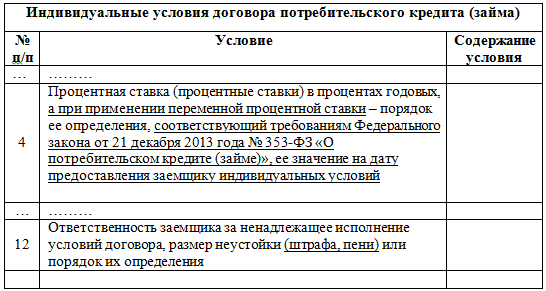 Индивидуальные условия договора потребительского кредита (займа)
№ п/п
Условие
Содержание условия
… ………
4
Процентная ставка (процентные ставки) в процентах годовых,
а при применении переменной процентной ставки – порядок
ее определения, соответствующий требованиям Федерального
закона от 21 декабря 2013 года № 353-ФЗ «О
потребительском кредите (займе)», ее значение на дату
предоставления заемщику индивидуальных условий
… ………
12
Ответственность заемщика за ненадлежащее исполнение
условий договора, размер неустойки (штрафа, пени) или
порядок их определения